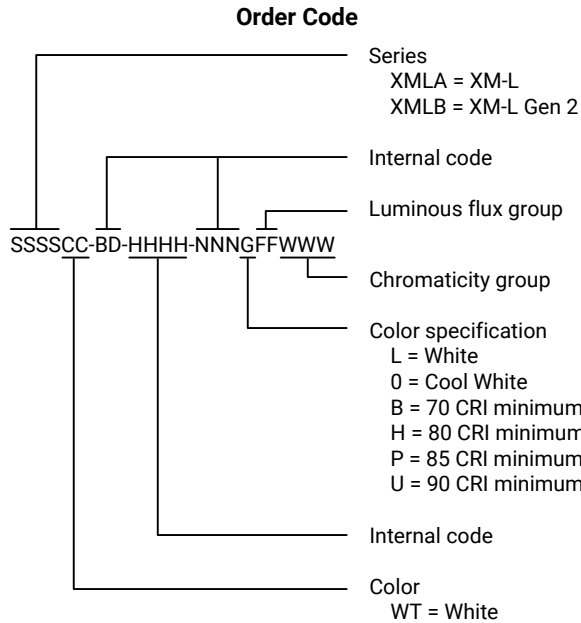 Order Code
Series
XMLA = XM-L
XMLB = XM-L Gen 2
Internal code
Luminous flux group
SSSSCC-BD-HHHH-NNNGFFWWW
Chromaticity group
Color specification
L = White
0 = Cool White
B = 70 CRI minimum
H = 80 CRI minimum
P = 85 CRI minimum
U = 90 CRI minimum
Internal code
Color
WT = White